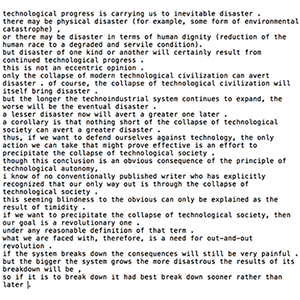 technological progress is carrying us to inevitable disaster .
there may be physical disaster (for example, some form of environmental
catastrophe) ,
or there may be disaster in terms of human dignity (reduction of the
human race to a degraded and servile condition).
but disaster of one kind or another will certainly result from
continued technological progress .
this is not an eccentric opinion .
only the collapse of modern technological civilization can avert
disaster . of course, the collapse of technological civilization will
itself bring disaster .
but the longer the technoindustrial system continues to expand, the
worse will be the eventual disaster .
a lesser disaster now will avert a greater one later .
a corollary is that nothing short of the collapse of technological
society can avert a greater disaster .
thus, if we want to defend ourselves against technology, the only
action we can take that might prove effective is an effort to
precipitate the collapse of technological society .
though this conclusion is an obvious consequence of the principle of
technological autonomy,
i know of no conventionally published writer who has explicitly
recognized that our only way out is through the collapse of
technological society .
this seeming blindness to the obvious can only be explained as the
result of timidity .
if we want to precipitate the collapse of technological society, then
our goal is a revolutionary one .
under any reasonable definition of that term .
what we are faced with, therefore, is a need for out-and-out
revolution .
if the system breaks down the consequences will still be very painful .
but the bigger the system grows the more disastrous the results of its
breakdown will be ,
so if it is to break down it had best break down sooner rather than
later .